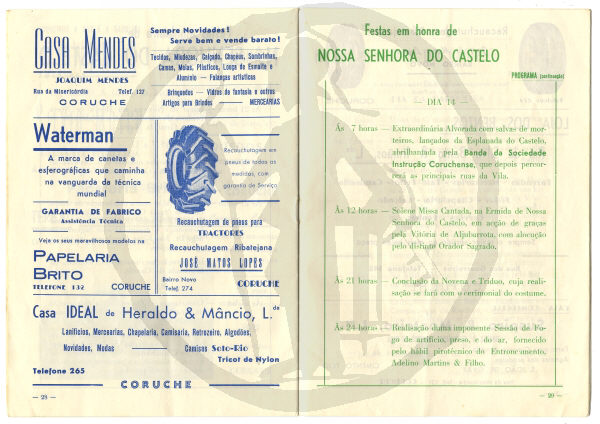 CASA MENDES
JOAQUIM MENDES
Rua da Misericórdia Telef. 137
CORUCHE
Sempre Novidades!
Serve bem e vende barato!
Tecidos, Miudezas, Calçado, Chapéus, Sombrinhas,
Camas, Malas, Plásticos, Louça de Esmalte e
Alumínio — Faianças artísticas
Brinquedos — Vidros de fantasia e outros
Artigos para Brindes — MERCEARIAS
Waterman
A marca de canetas e
esferográficas que caminha
na vanguarda da técnica
mundial
GARANTIA DE FABRICO
Assistência Técnica
Veja os seus maravilhosos modelos na
PAPELARIA
BRITO
TELEFONE 132 CORUCHE
Recauchutagem em
pneus de todas as
medidas, com
garantia de Serviço
Recauchutagem de pneus para
TRACTORES
Recauchutagem Ribatejana
JOSÉ MATOS LOPES
Bairro Novo
Telef. 274
CORUCHE
Casa IDEAL de Heraldo & Mâncio, L.da
Lanifícios, Mercearias, Chapelaria, Camisaria, Retrozeiro, Algodões,
Novidades, Modas — Camisas Soto-Rio
Tricot de Nylon
Telefone 265
CORUCHE
— 28 —
Festas em honra de
NOSSA SENHORA DO CASTELO
PROGRAMA (continuação)
— DIA 14 —
Às 7 horas — Extraordinária Alvorada com salvas de mor-
teiros, lançados da Esplanada do Castelo,
abrilhantada pela Banda da Sociedade
Instrução Coruchense, que depois percor-
rerá as principais ruas da Vila.
Às 12 horas — Solene Missa Cantada, na Ermida de Nossa
Senhora do Castelo, em acção de graças
pela Vitória de Aljubarrota, com alocução
pelo distinto Orador Sagrado.
Às 21 horas — Conclusão da Novena e Tríduo, cuja reali-
sação se fará com o cerimonial do costume.
Às 24 horas — Realisação duma imponente Sessão de Fo-
go de artifício, preso, e do ar, fornecido
pelo hábil pirotécnico do Entroncamento,
Adelino Martins & Filho.
— 29 —